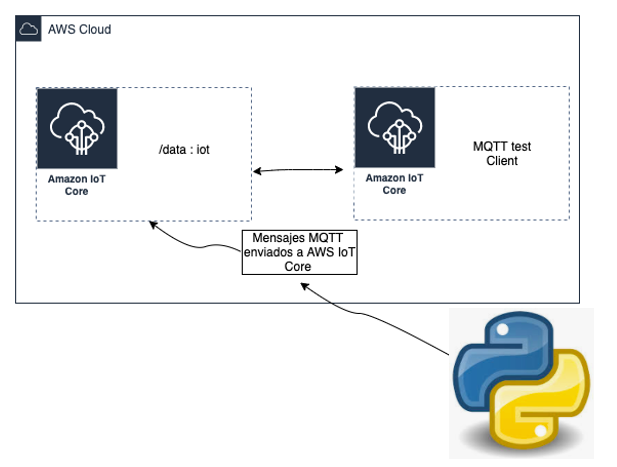 AWS Cloud
/data : iot
Amazon IoT
Core
MQTT test
Client
Amazon IoT
Core
Mensajes MQTT
enviados a AWS IoT
Core